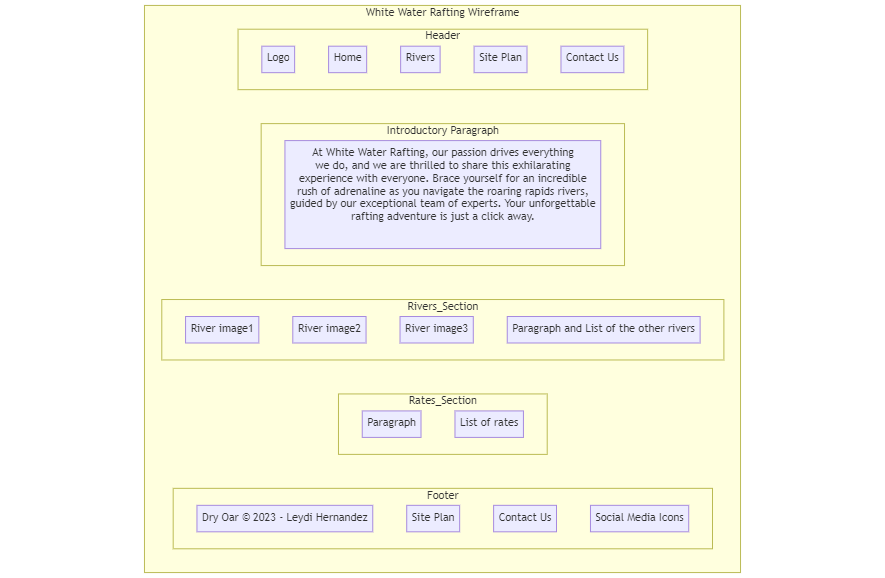 White Water Rafting Wireframe
Header
Logo
Home
Rivers
Site Plan
Contact Us
Introductory Paragraph
At White Water Rafting, our passion drives everything
we do, and we are thrilled to share this exhilarating
experience with everyone. Brace yourself for an incredible
rush of adrenaline as you navigate the roaring rapids rivers,
guided by our exceptional team of experts. Your unforgettable
rafting adventure is just a click away.
Rivers_Section
River image1
River image2
River image3
Paragraph and List of the other rivers
Rates_Section
Paragraph
List of rates
Footer
Dry Oar © 2023 - Leydi Hernandez
Site Plan
Contact Us
Social Media Icons